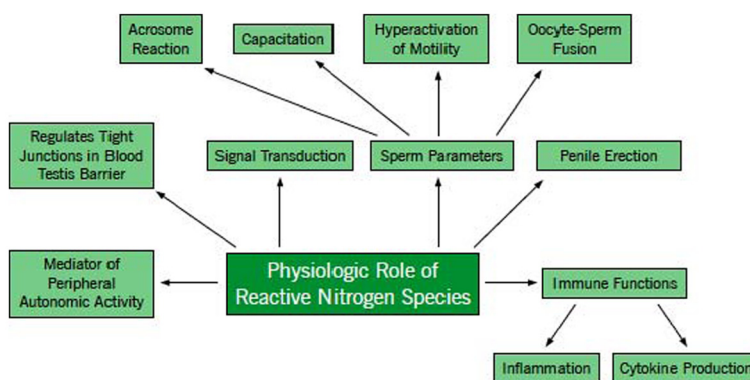 Acrosome
Reaction
Capacitation
Hyperactivation
of Motility
Oocyte-Sperm
Fusion
Regulates Tight
Junctions in Blood
Testis Barrier
Signal Transduction
Sperm Parameters
Penile Erection
Mediator of
Peripheral
Autonomic Activity
Physiologic Role of
Reactive Nitrogen Species
Immune Functions
Inflammation
Cytokine Production